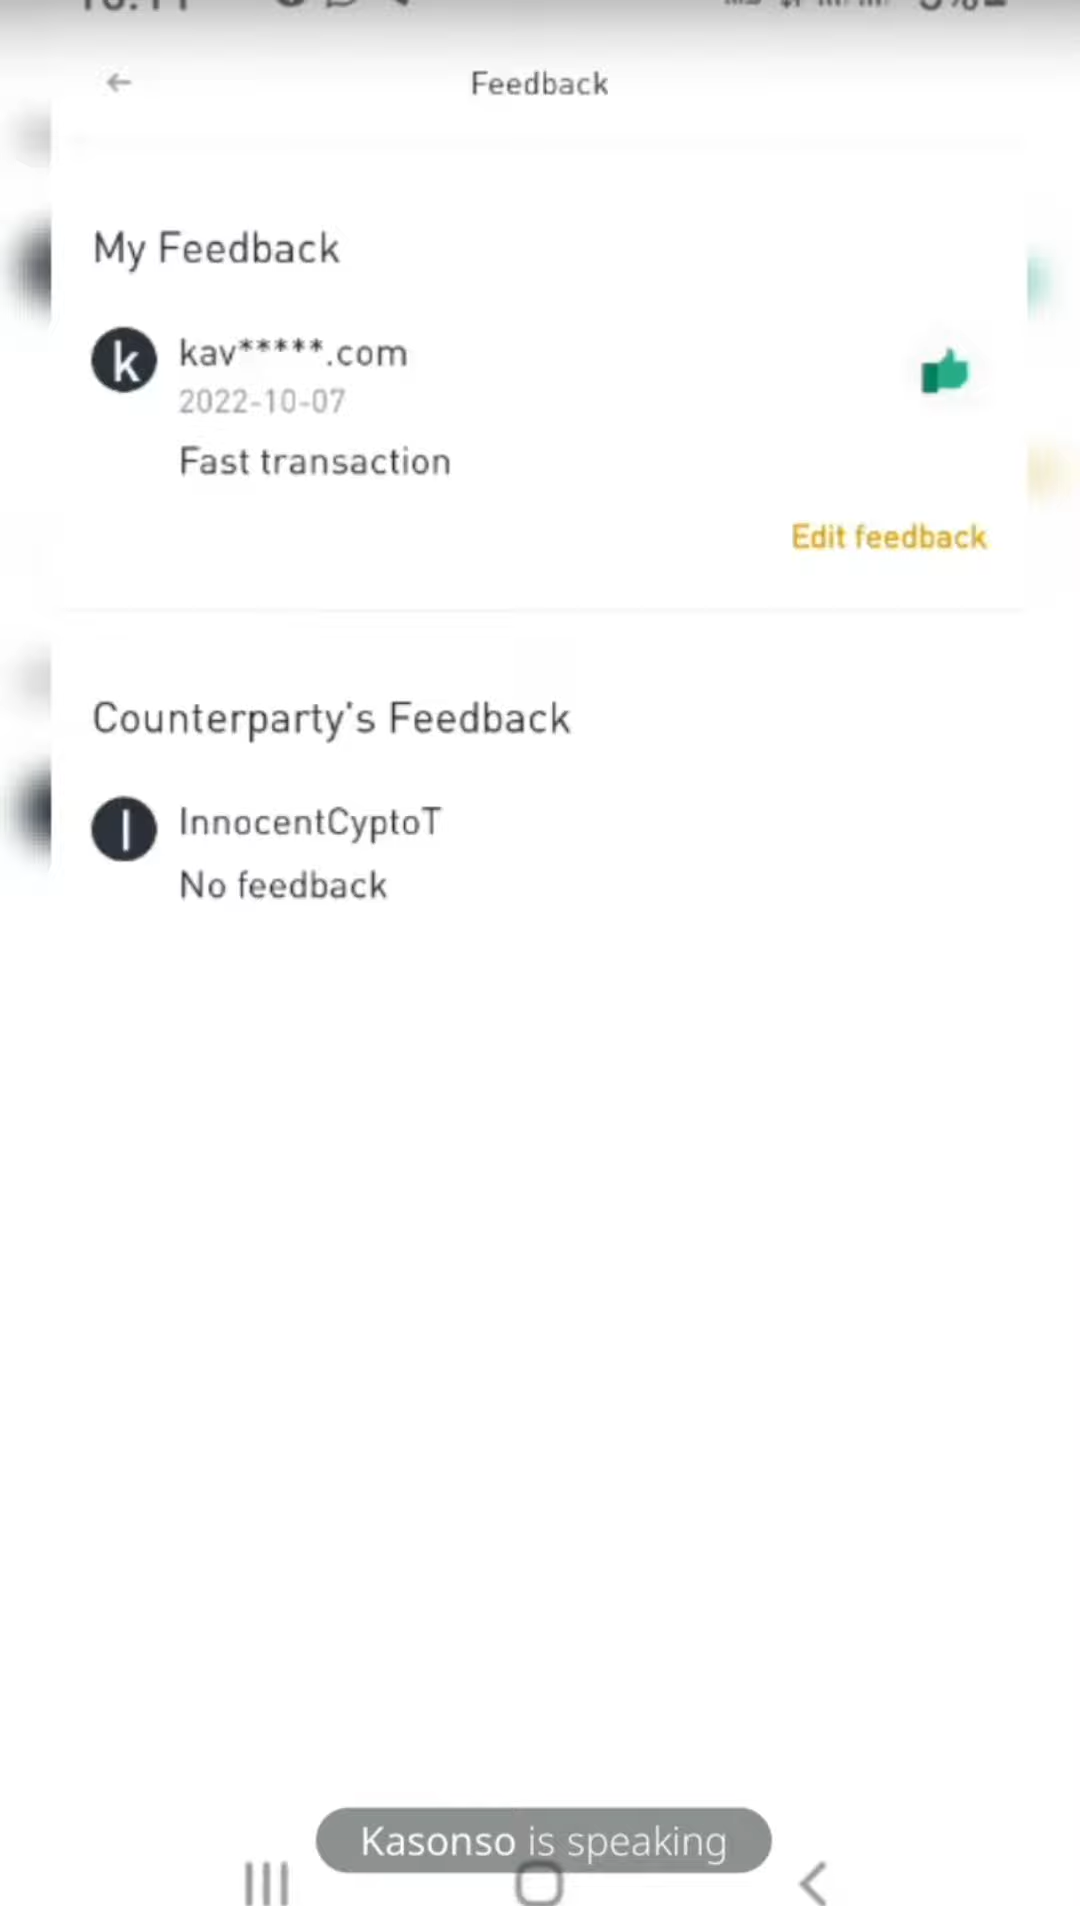 Feedback
My Feedback
k
kav*****.com
2022-10-07
Fast transaction
Edit feedback
Counterparty's Feedback
I
InnocentCyptoT
No feedback
Kasonso is speaking